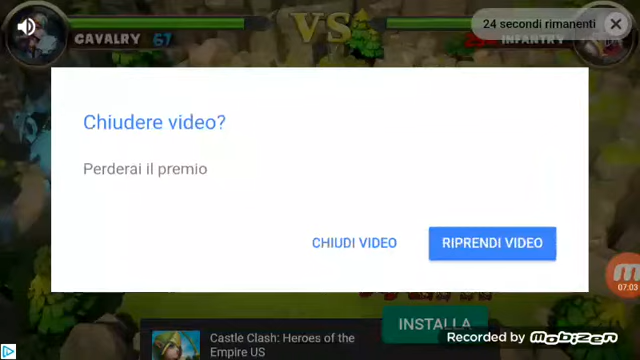 VS
24 secondi rimanenti
CAVALRY 67
INFANTRY
Chiudere video?
Perderai il premio
CHIUDI VIDEO
RIPRENDI VIDEO
07:03
INSTALLA
Castle Clash: Heroes of the
Empire US
Recorded by mobizen